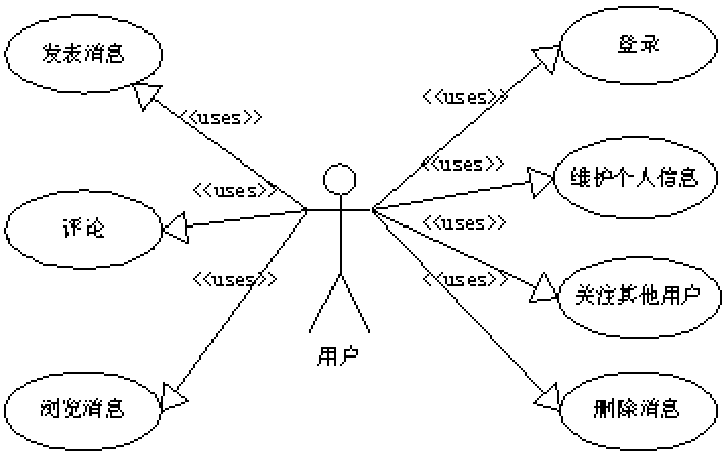 发表消息
登录
<<uses>>
<<uses>>
<<uses>>
维护个人信息
<<uses>>
评论
<<uses>>
<<uses>>
<<uses>>
关注其他用户
用户
浏览消息
删除消息